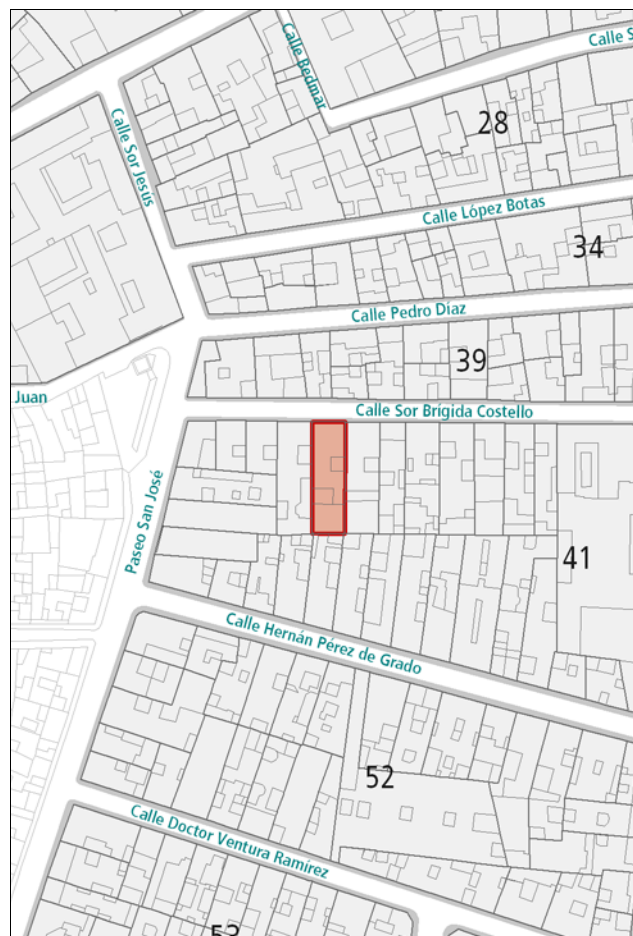 Calle S
Calle Bedmar
28
Calle Sor Jesús
Calle López Botas
34
Calle Pedro Díaz
39
Juan
Calle Sor Brígida Costello
Paseo San José
41
Calle Hernán Pérez de Grado
52
Calle Doctor Ventura Ramírez
53